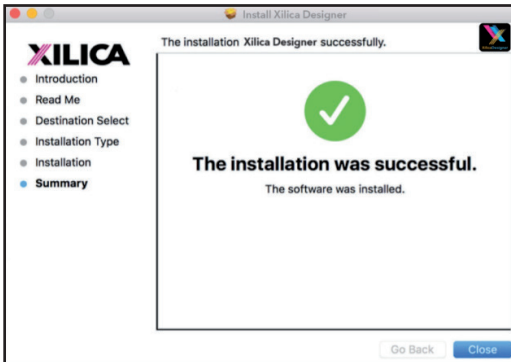 Install Xilica Designer
XILICA
The installation Xilica Designer successfully.
Introduction
Read Me
Destination Select
Installation Type
Installation
Summary
The installation was successful.
The software was installed.
Go Back
Close